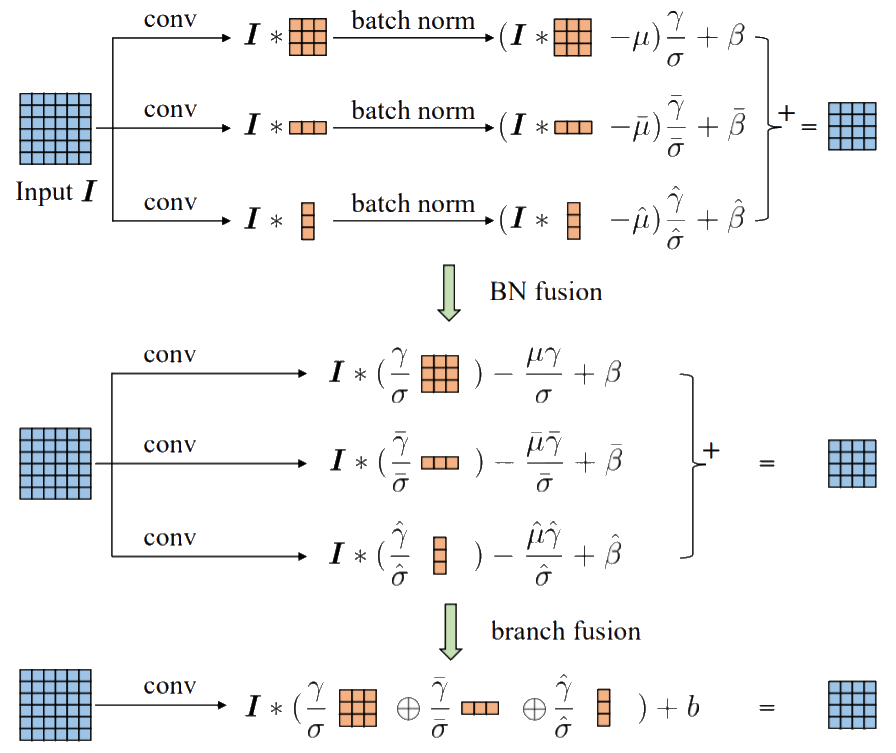 conv I ∗ batch norm (I ∗ −μ) γ/σ + β
conv I ∗ batch norm (I ∗ −μ̄) γ̄/σ̄ + β̄ + =
Input I
conv I ∗ batch norm (I ∗ −μ̂) γ̂/σ̂ + β̂
BN fusion
conv I ∗ (γ/σ ) − μγ/σ + β
conv I ∗ (γ̄/σ̄ ) − μ̄γ̄/σ̄ + β̄ + =
conv I ∗ (γ̂/σ̂ ) − μ̂γ̂/σ̂ + β̂
branch fusion
conv I ∗ (γ/σ ⊕ γ̄/σ̄ ⊕ γ̂/σ̂ ) + b =